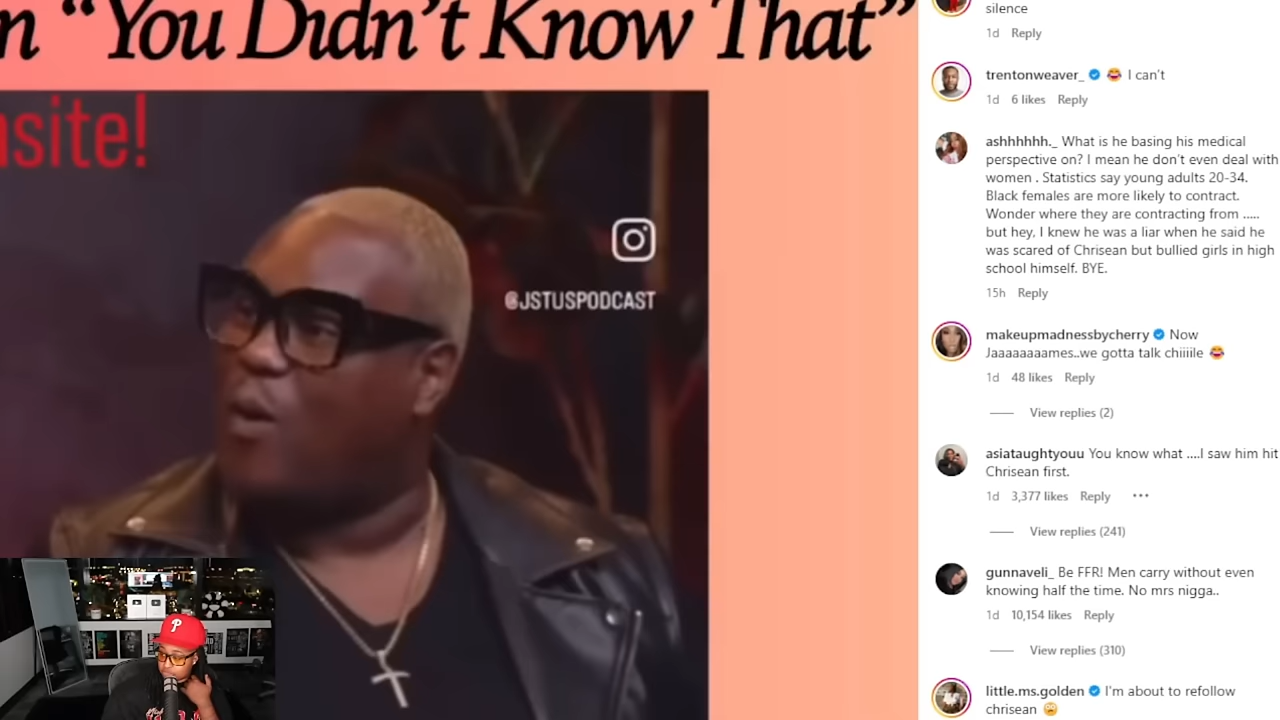 n “You Didn’t Know That”
nsite!
@JSTUSPODCAST
P
silence
1d Reply
trentonweaver_ 😂 I can’t
1d 6 likes Reply
ashhhhhh._ What is he basing his medical
perspective on? I mean he don’t even deal with
women . Statistics say young adults 20-34.
Black females are more likely to contract.
Wonder where they are contracting from .....
but hey, I knew he was a liar when he said he
was scared of Chrisean but bullied girls in high
school himself. BYE.
15h Reply
makeupmadnessbycherry Now
Jaaaaaaaames..we gotta talk chiiiile 😂
1d 48 likes Reply
View replies (2)
asiataughtyouu You know what ....I saw him hit
Chrisean first.
1d 3,377 likes Reply ...
View replies (241)
gunnaveli_ Be FFR! Men carry without even
knowing half the time. No mrs nigga..
1d 10,154 likes Reply
View replies (310)
little.ms.golden I’m about to refollow
chrisean 😩